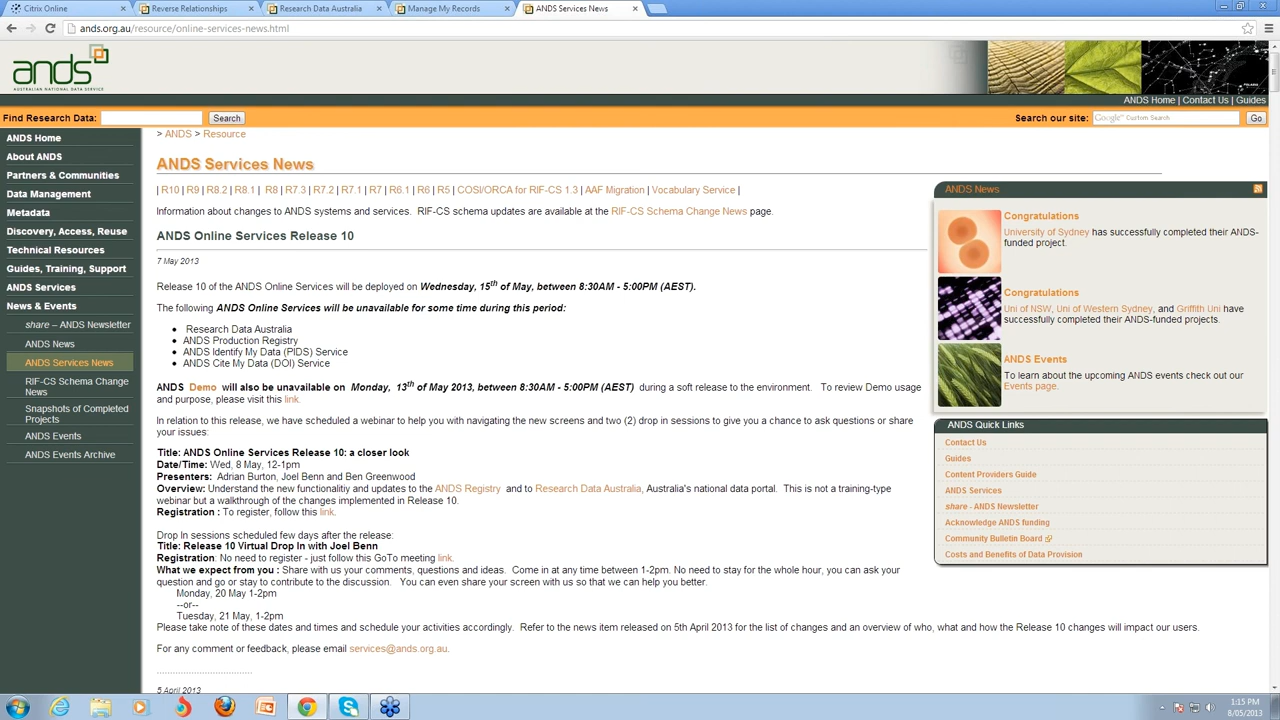 Citrix Online
Reverse Relationships
Research Data Australia
Manage My Records
ANDS Services News
ands.org.au/resource/online-services-news.html
ands
AUSTRALIAN NATIONAL DATA SERVICE
ANDS Home | Contact Us | Guides
Find Research Data:
Search
Search our site:
Google™ Custom Search
Go
ANDS Home
About ANDS
Partners & Communities
Data Management
Metadata
Discovery, Access, Reuse
Technical Resources
Guides, Training, Support
ANDS Services
News & Events
share – ANDS Newsletter
ANDS News
ANDS Services News
RIF-CS Schema Change
News
Snapshots of Completed
Projects
ANDS Events
ANDS Events Archive
> ANDS > Resource
ANDS Services News
| R10 | R9 | R8.2 | R8.1 | R8 | R7.3 | R7.2 | R7.1 | R7 | R6.1 | R6 | R5 | COSI/ORCA for RIF-CS 1.3 | AAF Migration | Vocabulary Service |
Information about changes to ANDS systems and services. RIF-CS schema updates are available at the RIF-CS Schema Change News page.
ANDS Online Services Release 10
7 May 2013
Release 10 of the ANDS Online Services will be deployed on Wednesday, 15th of May, between 8:30AM - 5:00PM (AEST).
The following ANDS Online Services will be unavailable for some time during this period:
• Research Data Australia
• ANDS Production Registry
• ANDS Identify My Data (PIDS) Service
• ANDS Cite My Data (DOI) Service
ANDS Demo will also be unavailable on Monday, 13th of May 2013, between 8:30AM - 5:00PM (AEST) during a soft release to the environment. To review Demo usage
and purpose, please visit this link.
In relation to this release, we have scheduled a webinar to help you with navigating the new screens and two (2) drop in sessions to give you a chance to ask questions or share
your issues:
Title: ANDS Online Services Release 10: a closer look
Date/Time: Wed, 8 May, 12-1pm
Presenters: Adrian Burton, Joel Benn and Ben Greenwood
Overview: Understand the new functionalitiy and updates to the ANDS Registry and to Research Data Australia, Australia's national data portal. This is not a training-type
webinar but a walkthrough of the changes implemented in Release 10.
Registration : To register, follow this link.
Drop In sessions scheduled few days after the release:
Title: Release 10 Virtual Drop In with Joel Benn
Registration: No need to register - just follow this GoTo meeting link.
What we expect from you : Share with us your comments, questions and ideas. Come in at any time between 1-2pm. No need to stay for the whole hour, you can ask your
question and go or stay to contribute to the discussion. You can even share your screen with us so that we can help you better.
Monday, 20 May 1-2pm
--or--
Tuesday, 21 May, 1-2pm
Please take note of these dates and times and schedule your activities accordingly. Refer to the news item released on 5th April 2013 for the list of changes and an overview of who, what and how the Release 10 changes will impact our users.
For any comment or feedback, please email services@ands.org.au.
................................
5 April 2013
ANDS News
Congratulations
University of Sydney has successfully completed their ANDS-
funded project.
Congratulations
Uni of NSW, Uni of Western Sydney, and Griffith Uni have
successfully completed their ANDS-funded projects.
ANDS Events
To learn about the upcoming ANDS events check out our
Events page.
ANDS Quick Links
Contact Us
Guides
Content Providers Guide
ANDS Services
share - ANDS Newsletter
Acknowledge ANDS funding
Community Bulletin Board
Costs and Benefits of Data Provision
1:15 PM
8/05/2013